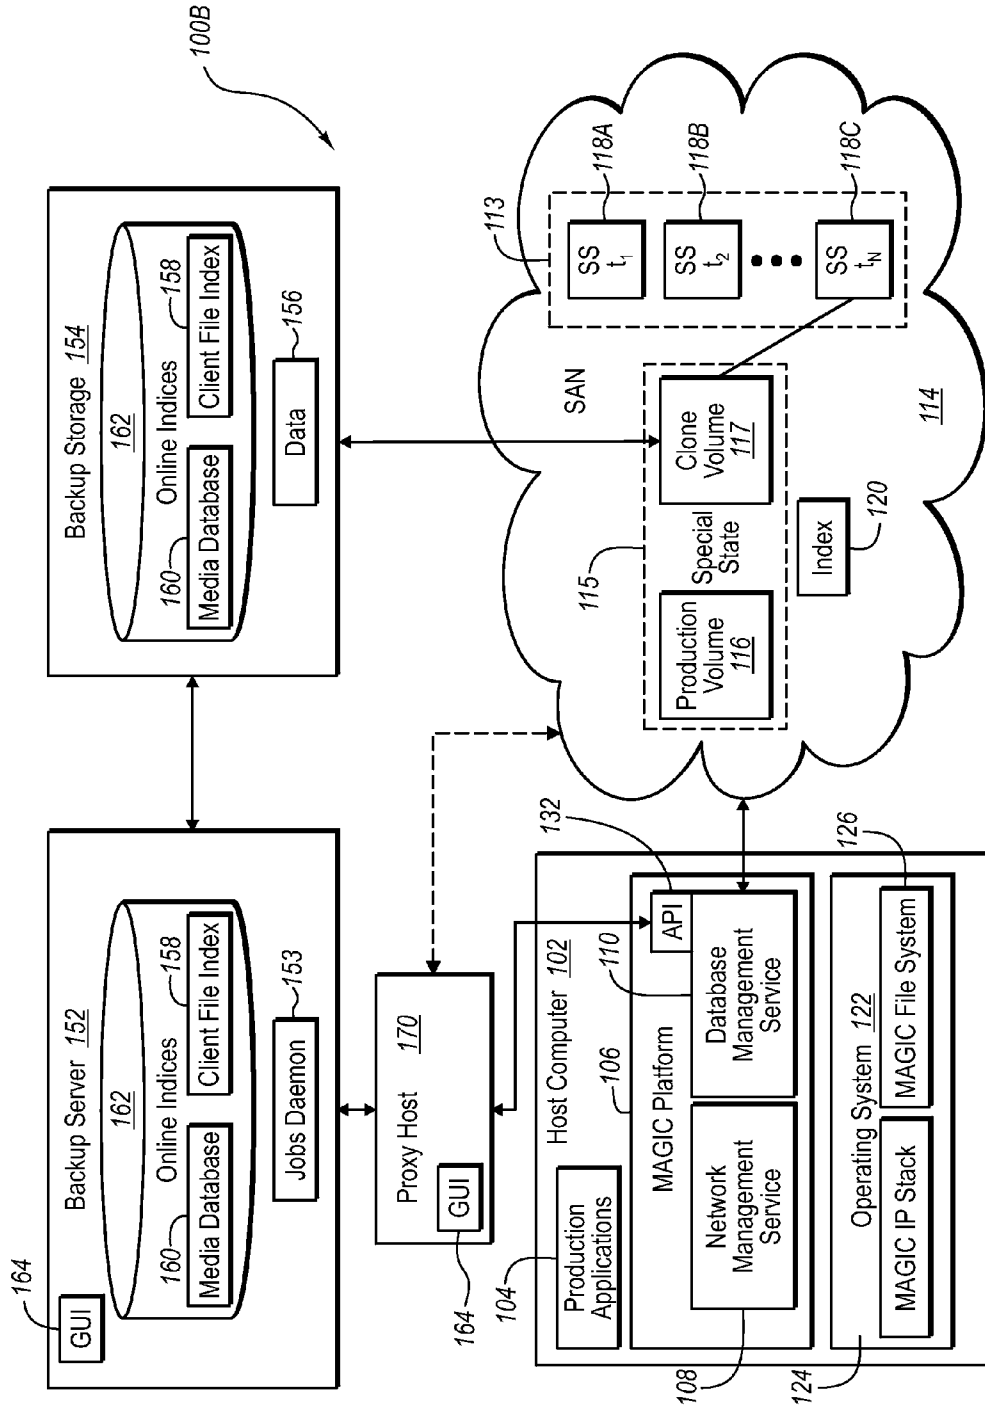 100B
164
GUI
Backup Server 152
162
Online Indices
160
Media Database
158
Client File Index
Jobs Daemon
153
Backup Storage 154
162
Online Indices
160
Media Database
158
Client File Index
Data
156
Proxy Host
170
GUI
164
Host Computer 102
104
Production
Applications
106
MAGIC Platform
110
API
132
Network
Management
Service
108
Database
Management
Service
Operating System 122
MAGIC IP Stack
124
MAGIC File System
126
SAN
115
Production
Volume
116
Special
State
Clone
Volume
117
Index
120
113
SS
t1
118A
SS
t2
118B
SS
tN
118C
114